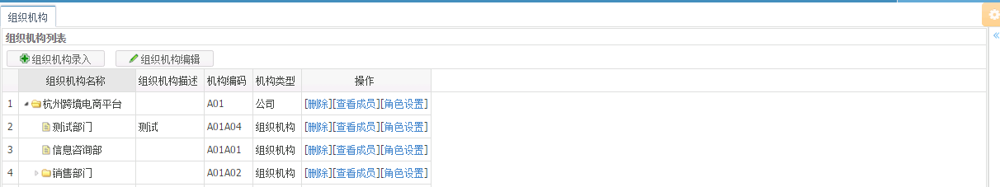 组织机构
组织机构列表
组织机构录入 组织机构编辑
组织机构名称 组织机构描述 机构编码 机构类型 操作
1 杭州跨境电商平台 A01 公司 [删除][查看成员][角色设置]
2 测试部门 测试 A01A04 组织机构 [删除][查看成员][角色设置]
3 信息咨询部 A01A01 组织机构 [删除][查看成员][角色设置]
4 销售部门 A01A02 组织机构 [删除][查看成员][角色设置]